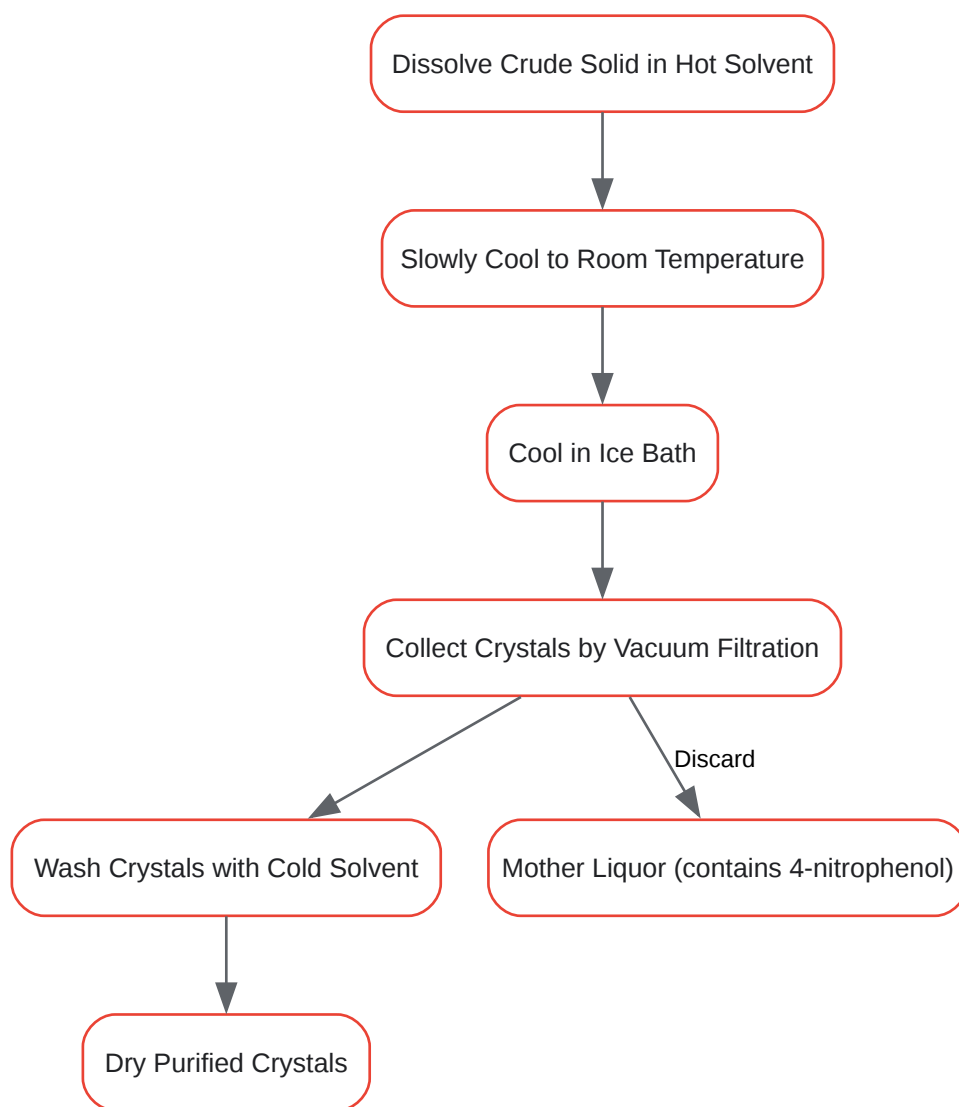 Dissolve Crude Solid in Hot Solvent
Slowly Cool to Room Temperature
Cool in Ice Bath
Collect Crystals by Vacuum Filtration
Discard
Wash Crystals with Cold Solvent
Mother Liquor (contains 4-nitrophenol)
Dry Purified Crystals